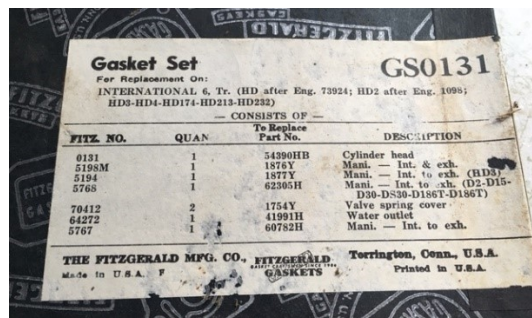 GASKETS
FITZGERALD
Gasket Set
GS0131
For Replacement On:
INTERNATIONAL 6, Tr. (HD after Eng. 73924; HD2 after Eng. 1098;
HD3-HD4-HD174-HD213-HD232)
— CONSISTS OF —
FITZ. NO. QUAN To Replace Part No. DESCRIPTION
0131 1 54390HB Cylinder head
5198M 1 1876Y Mani. — Int. & exh.
5194 1 1877Y Mani. — Int. to exh. (HD3)
5768 1 62305H Mani. — Int. to exh. (D2-D15-
D30-DS30-D186T-D186T)
70412 2 1754Y Valve spring cover
64272 1 41991H Water outlet
5767 1 60782H Mani. — Int. to exh.
THE FITZGERALD MFG. CO., FITZGERALD GASKETS Torrington, Conn., U.S.A.
Made in U.S.A. F Printed in U.S.A.